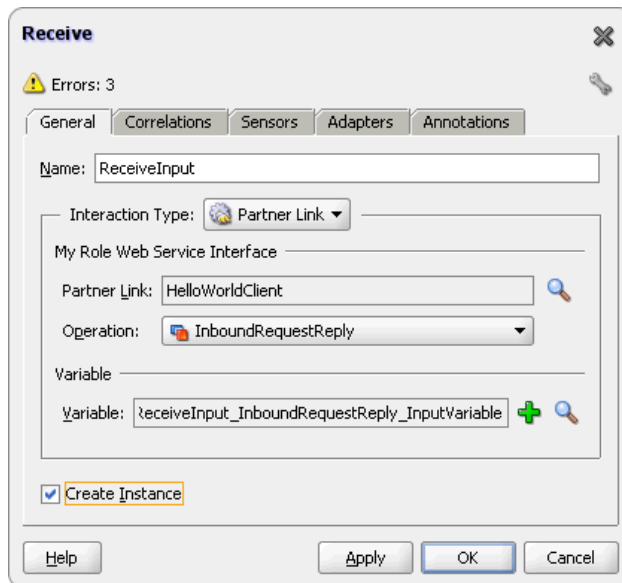 Receive
Errors: 3
General Correlations Sensors Adapters Annotations
Name: ReceiveInput
Interaction Type: Partner Link
My Role Web Service Interface
Partner Link: HelloWorldClient
Operation: InboundRequestReply
Variable
Variable: ReceiveInput_InboundRequestReply_InputVariable
Create Instance
Help Apply OK Cancel